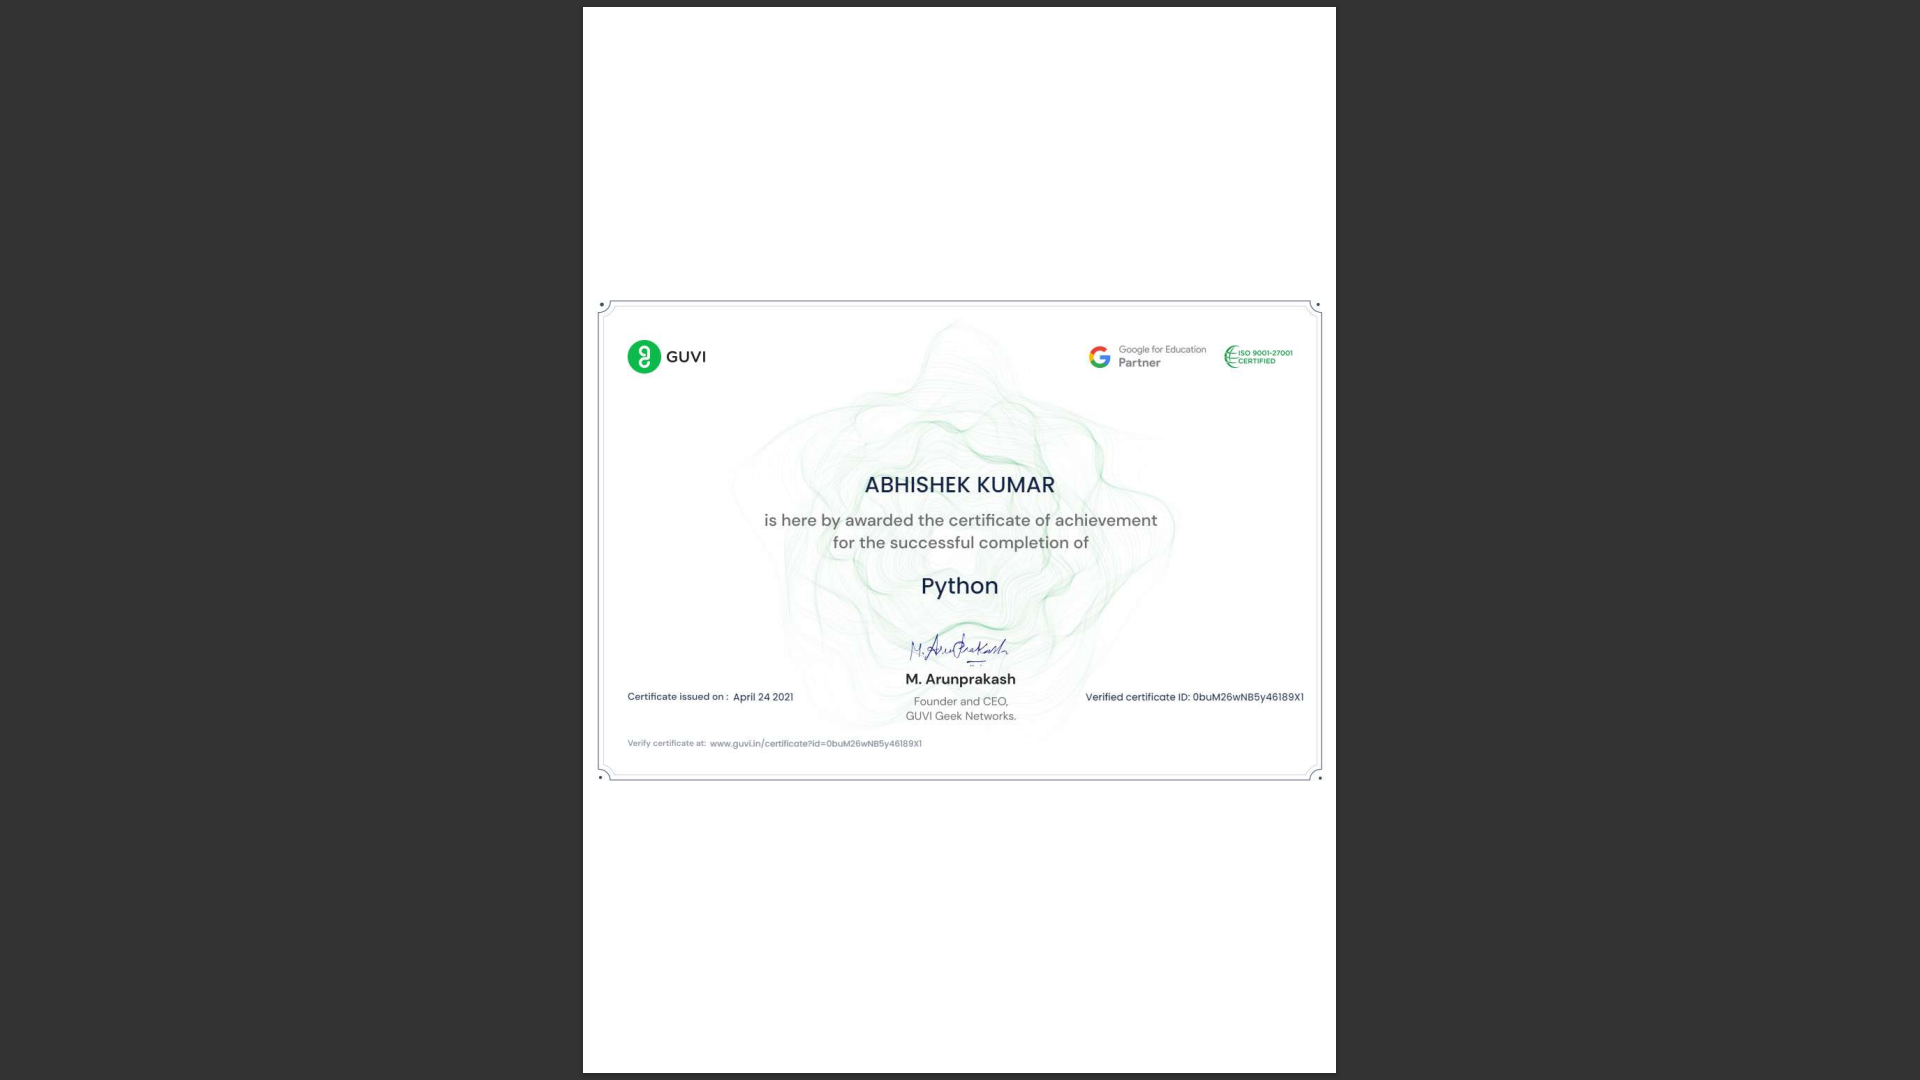 GUVI
Google for Education
Partner
ISO 9001-27001
CERTIFIED
ABHISHEK KUMAR
is here by awarded the certificate of achievement
for the successful completion of
Python
M. Arunprakash
M. Arunprakash
Founder and CEO,
GUVI Geek Networks.
Certificate issued on : April 24 2021
Verified certificate ID: 0buM26wNB5y46189X1
Verify certificate at: www.guvi.in/certificate?id=0buM26wNB5y46189X1